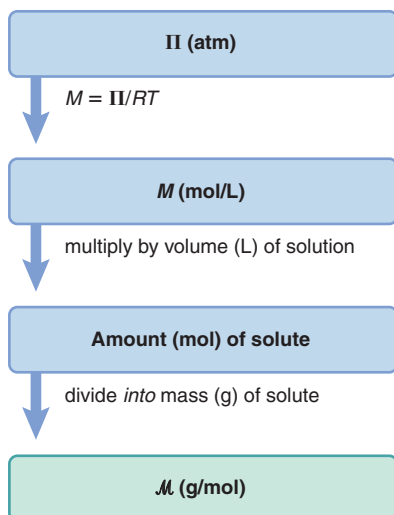 Π (atm)
M = Π/RT
M (mol/L)
multiply by volume (L) of solution
Amount (mol) of solute
divide into mass (g) of solute
ℳ (g/mol)